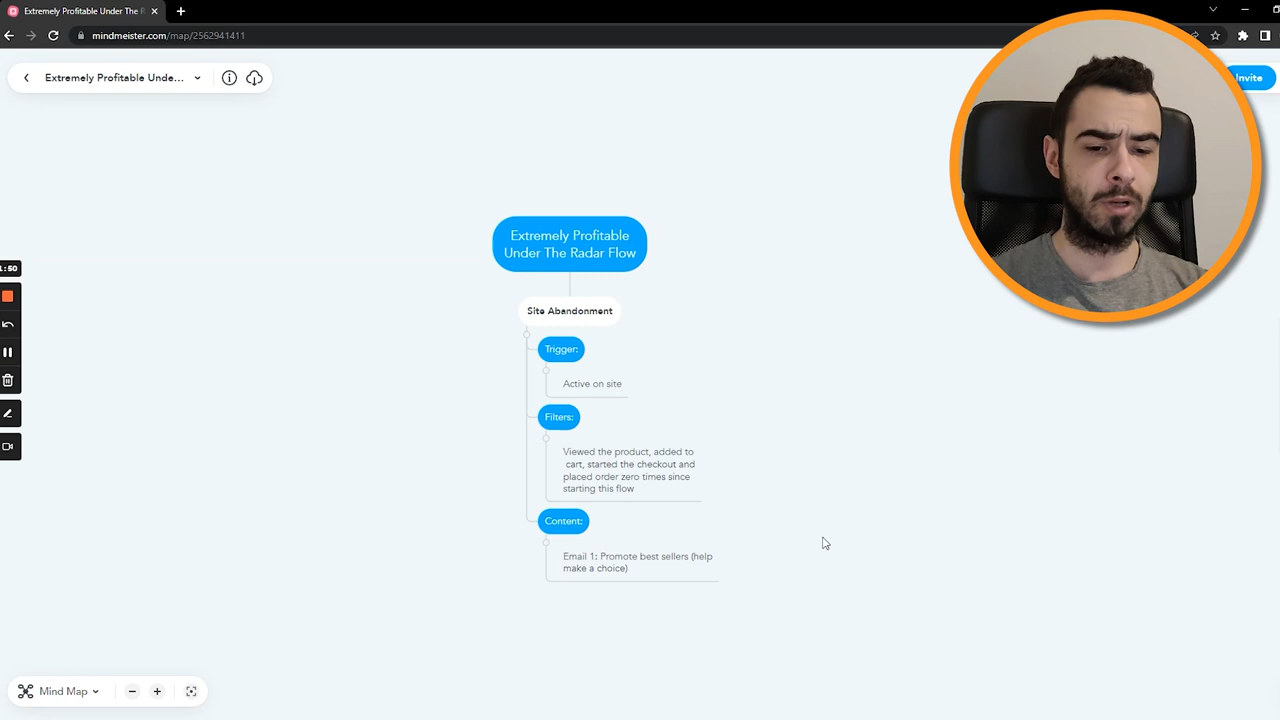 Extremely Profitable Under The R
mindmeister.com/map/2562941411
Extremely Profitable Unde...
Invite
Extremely Profitable
Under The Radar Flow
1:50
Site Abandonment
Trigger:
Active on site
Filters:
Viewed the product, added to
cart, started the checkout and
placed order zero times since
starting this flow
Content:
Email 1: Promote best sellers (help
make a choice)
Mind Map